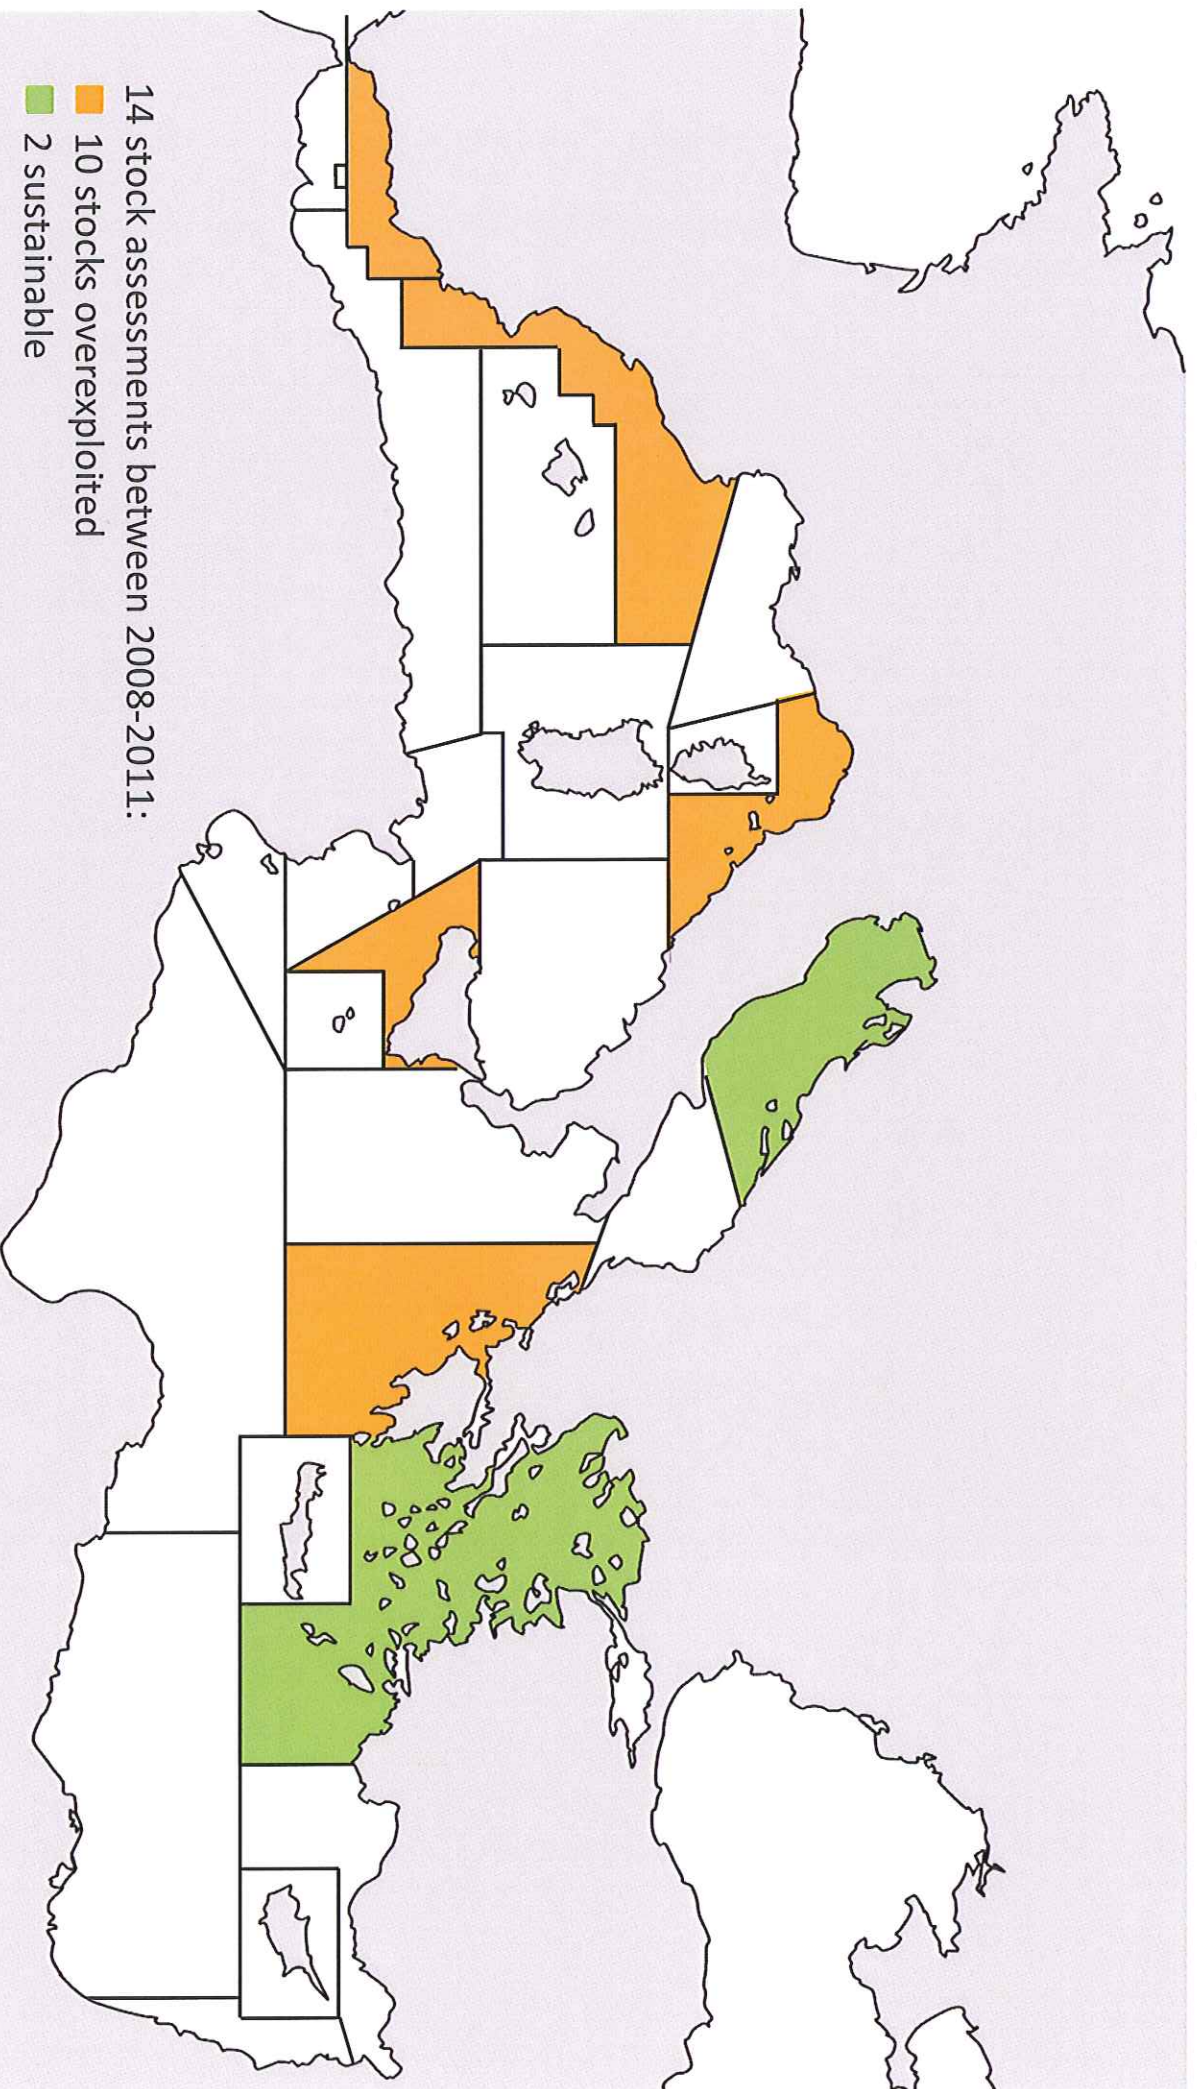 14 stock assessments between 2008-2011:
10 stocks overexploited
2 sustainable